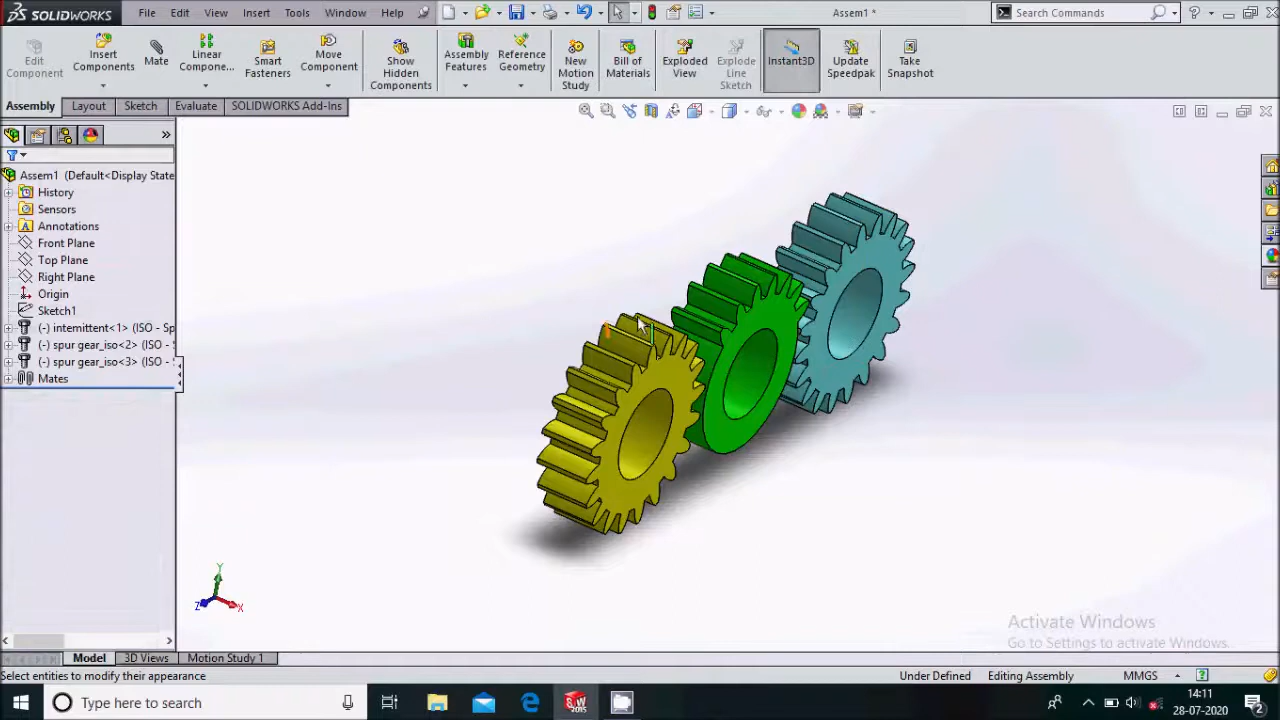 SOLIDWORKS File Edit View Insert Tools Window Help Assem1 * Search Commands
Edit Component
Insert Components
Mate
Linear Compone...
Smart Fasteners
Move Component
Show Hidden Components
Assembly Features
Reference Geometry
New Motion Study
Bill of Materials
Exploded View
Explode Line Sketch
Instant3D
Update Speedpak
Take Snapshot
Assembly Layout Sketch Evaluate SOLIDWORKS Add-Ins
Assem1 (Default<Display State
History
Sensors
Annotations
Front Plane
Top Plane
Right Plane
Origin
Sketch1
(-) intemittent<1> (ISO - Sp
(-) spur gear_iso<2> (ISO -
(-) spur gear_iso<3> (ISO -
Mates
Y
Z X
Activate Windows
Go to Settings to activate Windows.
Model 3D Views Motion Study 1
Select entities to modify their appearance Under Defined Editing Assembly MMGS
Type here to search
14:11
28-07-2020
2